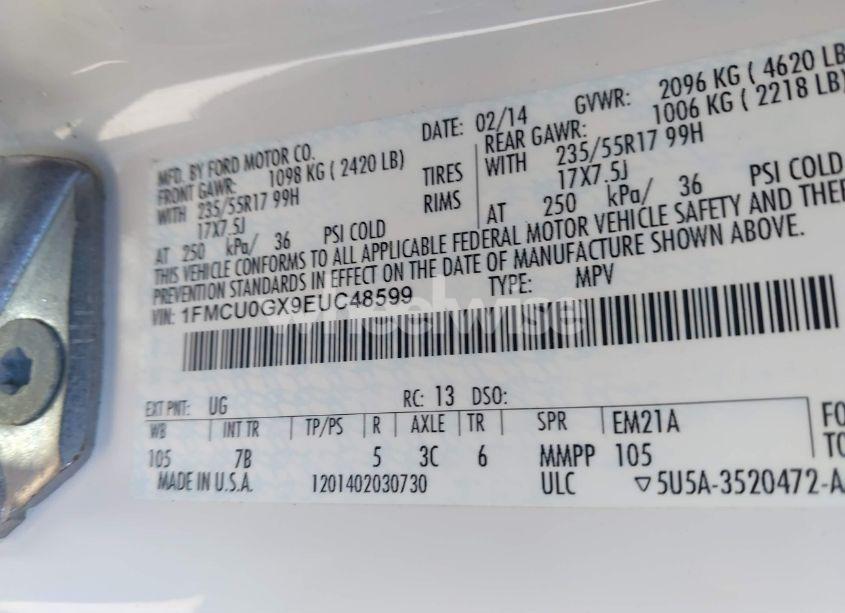 MFD. BY FORD MOTOR CO. DATE: 02/14 GVWR: 2096 KG ( 4620 LB
FRONT GAWR: 1098 KG ( 2420 LB) REAR GAWR: 1006 KG ( 2218 LB)
WITH 235/55R17 99H TIRES WITH 235/55R17 99H
17X7.5J RIMS 17X7.5J
AT 250 kPa/ 36 PSI COLD AT 250 kPa/ 36 PSI COLD
THIS VEHICLE CONFORMS TO ALL APPLICABLE FEDERAL MOTOR VEHICLE SAFETY AND THEF
PREVENTION STANDARDS IN EFFECT ON THE DATE OF MANUFACTURE SHOWN ABOVE.
VIN: 1FMCU0GX9EUC48599 TYPE: MPV
wheelwise
EXT PNT: UG RC: 13 DSO:
WB INT TR TP/PS R AXLE TR SPR EM21A FO
105 7B 5 3C 6 MMPP 105 TO
MADE IN U.S.A. 1201402030730 ULC ▽5U5A-3520472-A